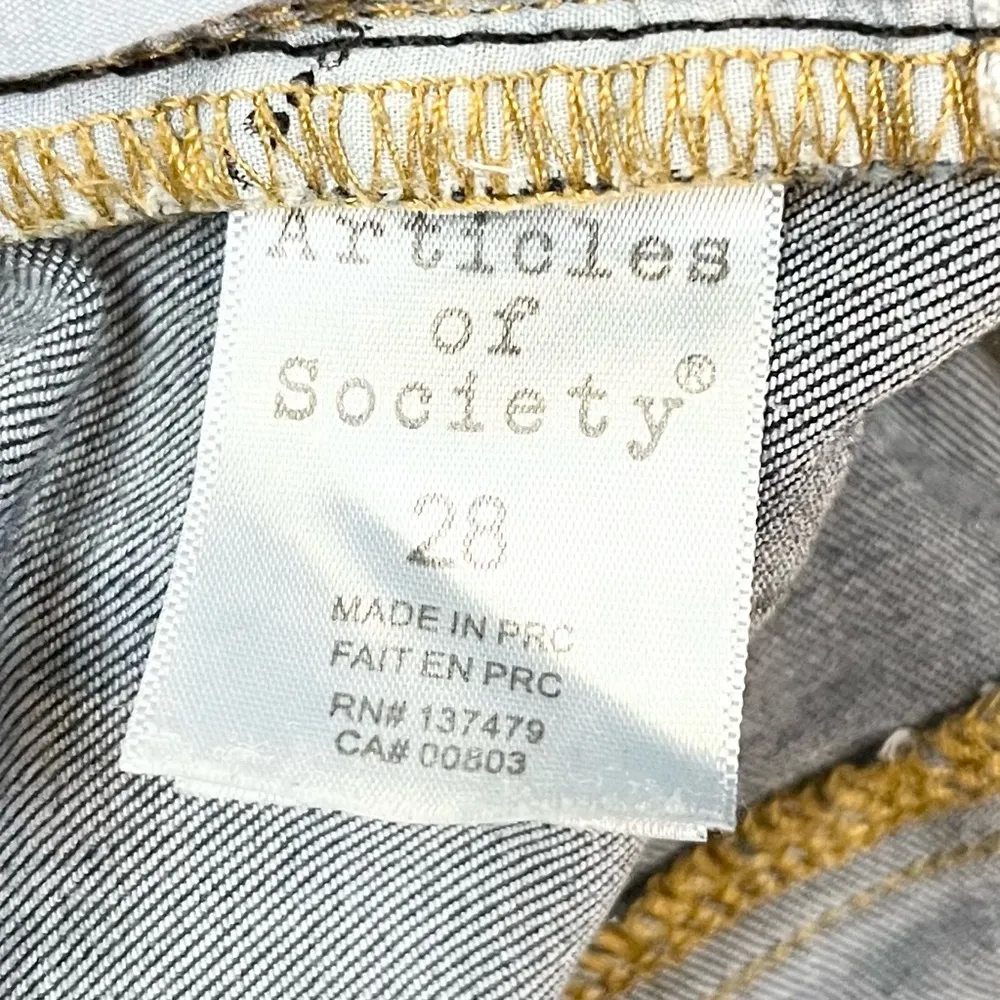 Articles
of
Society®
28
MADE IN PRC
FAIT EN PRC
RN# 137479
CA# 00803